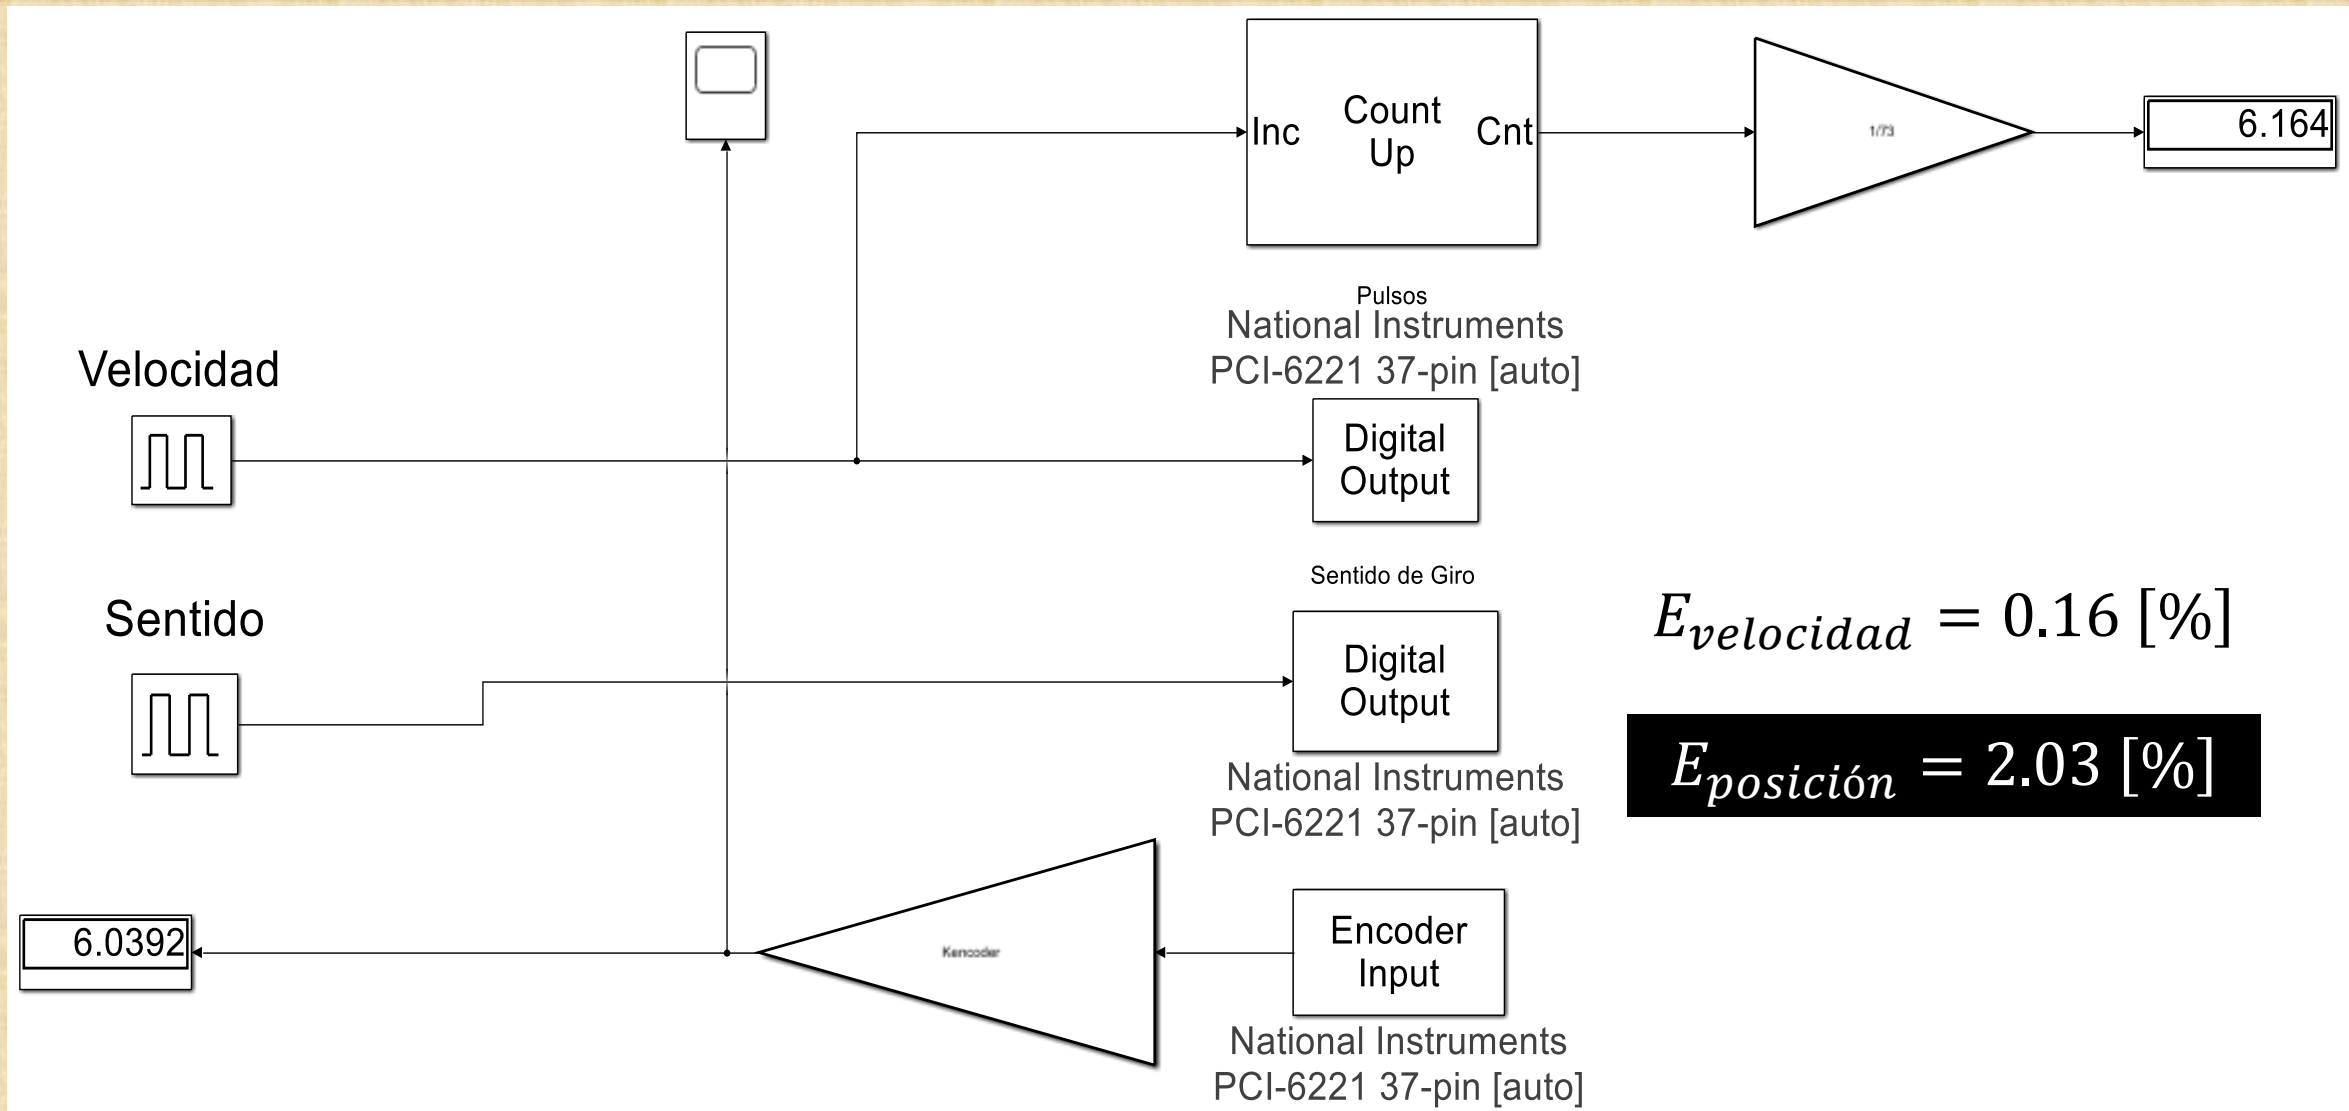 Inc
Count
Up
Cnt
1/73
6.164
Pulsos
National Instruments
PCI-6221 37-pin [auto]
Velocidad
Digital
Output
Sentido de Giro
Sentido
Digital
Output
National Instruments
PCI-6221 37-pin [auto]
E_velocidad = 0.16 [%]
E_posición = 2.03 [%]
6.0392
Kencoder
Encoder
Input
National Instruments
PCI-6221 37-pin [auto]